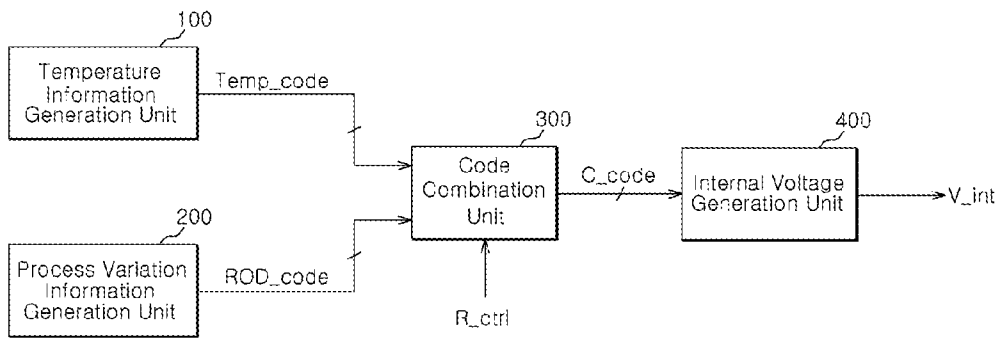 100
Temperature
Information
Generation Unit
Temp_code
200
Process Variation
Information
Generation Unit
ROD_code
300
Code
Combination
Unit
R_ctrl
C_code
400
Internal Voltage
Generation Unit
V_int